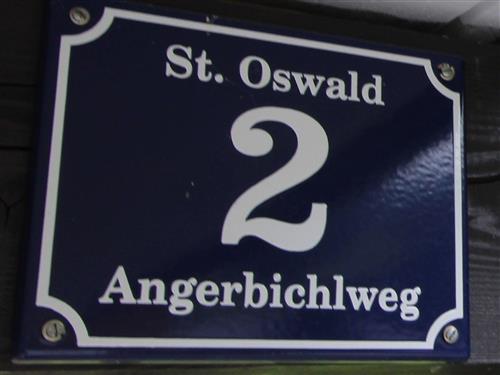 St. Oswald
2
Angerbichlweg